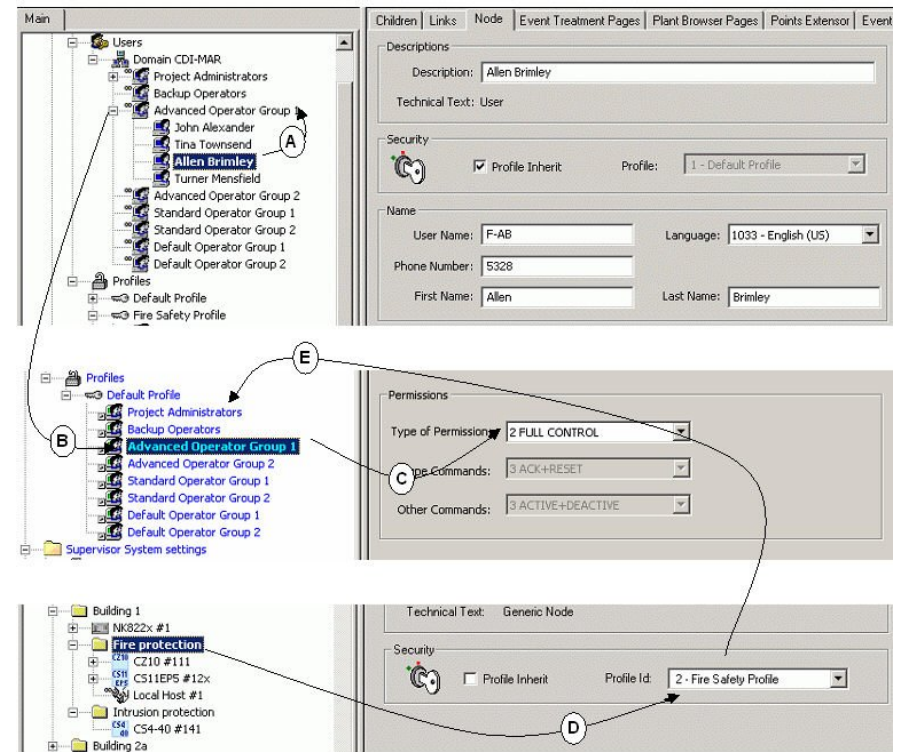 Main
Users
Domain CDI-MAR
Project Administrators
Backup Operators
Advanced Operator Group 1
John Alexander
Tina Townsend
Allen Brimley
Turner Mensfield
Advanced Operator Group 2
Standard Operator Group 1
Standard Operator Group 2
Default Operator Group 1
Default Operator Group 2
Profiles
Default Profile
Fire Safety Profile
A
Children Links Node Event Treatment Pages Plant Browser Pages Points Extensor Event
Descriptions
Description: Allen Brimley
Technical Text: User
Security
Profile Inherit Profile: 1 - Default Profile
Name
User Name: F-AB Language: 1033 - English (US)
Phone Number: 5328
First Name: Allen Last Name: Brimley
E
Profiles
Default Profile
Project Administrators
Backup Operators
Advanced Operator Group 1
Advanced Operator Group 2
Standard Operator Group 1
Standard Operator Group 2
Default Operator Group 1
Default Operator Group 2
Supervisor System settings
B
C
Permissions
Type of Permission 2 FULL CONTROL
pe Commands: 3 ACK+RESET
Other Commands: 3 ACTIVE+DEACTIVE
Building 1
NK822x #1
Fire protection
CZ10 CZ10 #111
CS11 EP5 CS11EP5 #12x
Local Host #1
Intrusion protection
CS4 40 CS4-40 #141
Building 2a
Technical Text: Generic Node
Security
Profile Inherit Profile Id: 2 - Fire Safety Profile
D